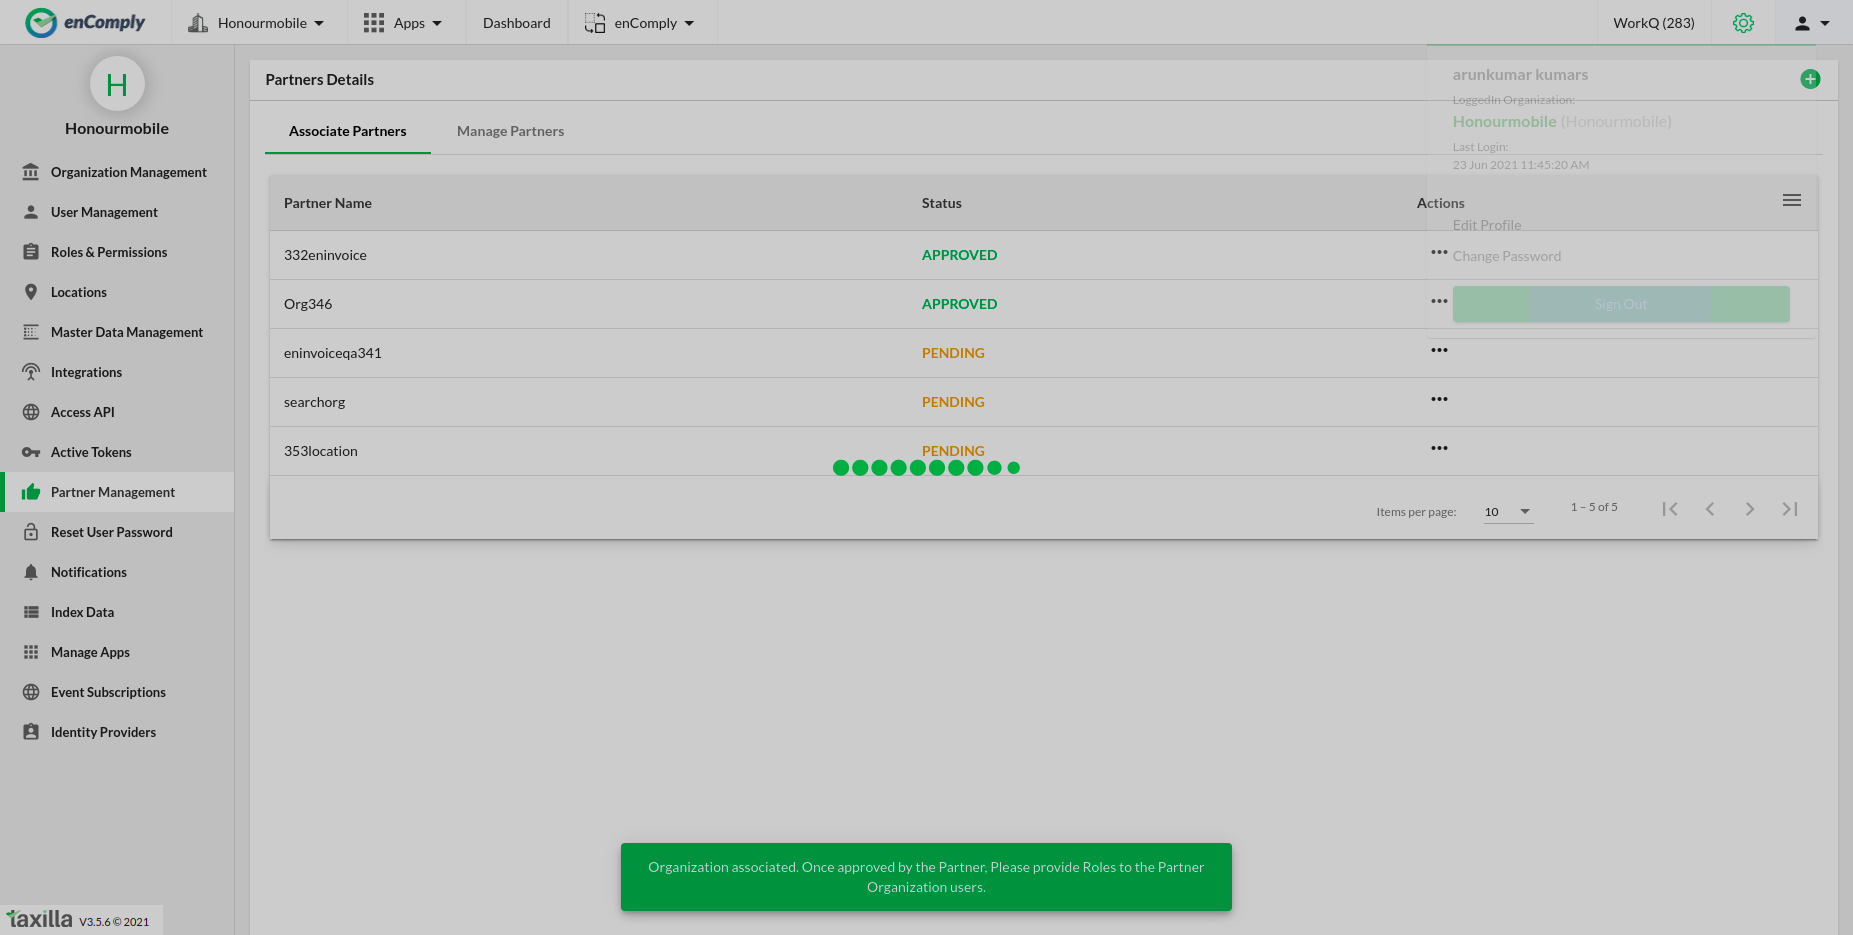 enComply
Honourmobile
Apps
Dashboard
enComply
WorkQ (283)
H
Honourmobile
Organization Management
User Management
Roles & Permissions
Locations
Master Data Management
Integrations
Access API
Active Tokens
Partner Management
Reset User Password
Notifications
Index Data
Manage Apps
Event Subscriptions
Identity Providers
taxilla V3.5.6 © 2021
Partners Details
Associate Partners
Manage Partners
Partner Name Status Actions
332eninvoice APPROVED
Org346 APPROVED
eninvoiceqa341 PENDING
searchorg PENDING
353location PENDING
Items per page: 10 1 – 5 of 5
arunkumar kumars
LoggedIn Organization:
Honourmobile (Honourmobile)
Last Login:
23 Jun 2021 11:45:20 AM
Edit Profile
Change Password
Sign Out
Organization associated. Once approved by the Partner, Please provide Roles to the Partner
Organization users.